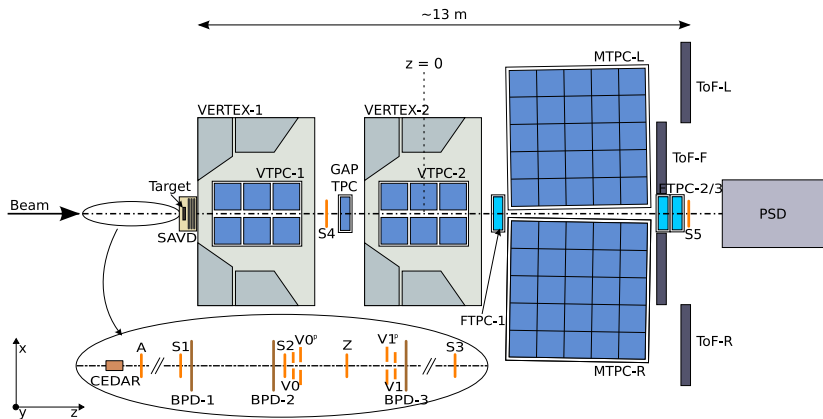 ~13 m
z = 0
MTPC-L
ToF-L
VERTEX-1
VERTEX-2
ToF-F
GAP
TPC
VTPC-1
VTPC-2
FTPC-2/3
Target
Beam
PSD
SAVD
S4
S5
FTPC-1
ToF-R
MTPC-R
x
y
z
A
S1
S2
V0ᵖ
Z
V1ᵖ
S3
CEDAR
V0
V1
BPD-1
BPD-2
BPD-3